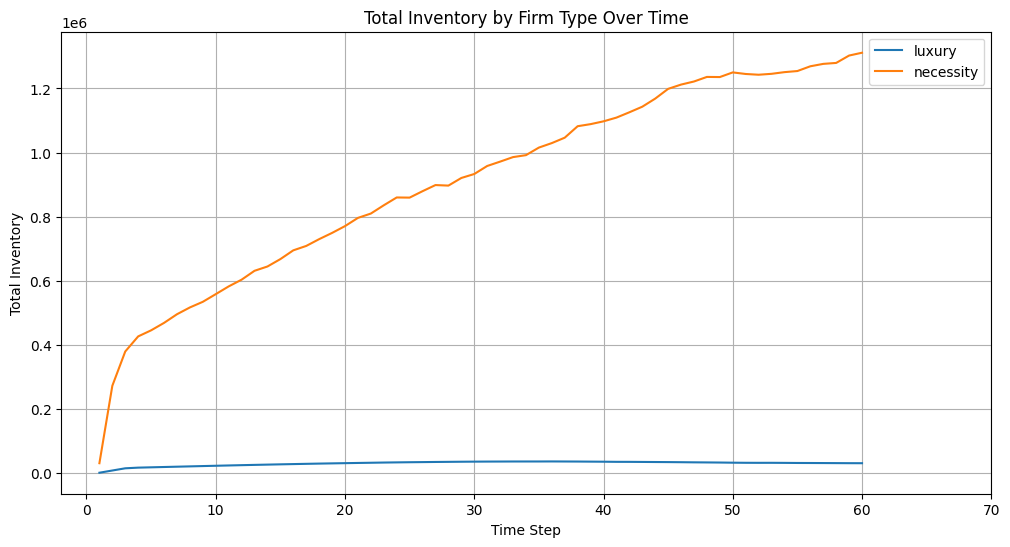 Total Inventory by Firm Type Over Time
1e6
luxury
necessity
1.2
1.0
0.8
0.6
0.4
0.2
0.0
Total Inventory
0 10 20 30 40 50 60 70
Time Step